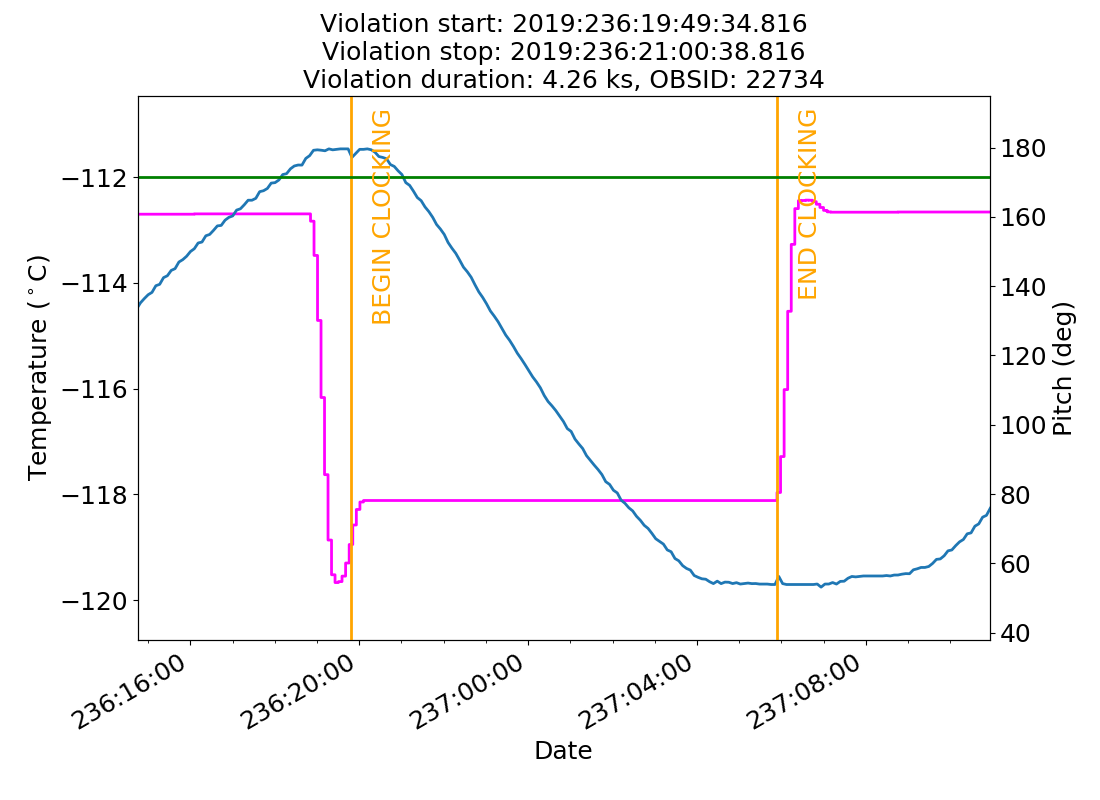 Violation start: 2019:236:19:49:34.816
Violation stop: 2019:236:21:00:38.816
Violation duration: 4.26 ks, OBSID: 22734
BEGIN CLOCKING
END CLOCKING
Temperature (°C)
−112
−114
−116
−118
−120
Pitch (deg)
180
160
140
120
100
80
60
40
236:16:00
236:20:00
237:00:00
237:04:00
237:08:00
Date